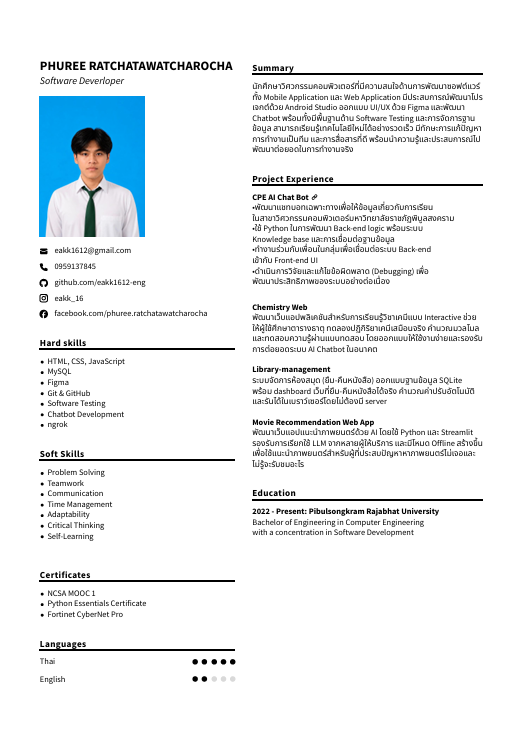 PHUREE RATCHATAWATCHAROCHA
Software Deverloper
eakk1612@gmail.com
0959137845
github.com/eakk1612-eng
eakk_16
facebook.com/phuree.ratchatawatcharocha
Hard skills
• HTML, CSS, JavaScript
• MySQL
• Figma
• Git & GitHub
• Software Testing
• Chatbot Development
• ngrok
Soft Skills
• Problem Solving
• Teamwork
• Communication
• Time Management
• Adaptability
• Critical Thinking
• Self-Learning
Certificates
• NCSA MOOC 1
• Python Essentials Certificate
• Fortinet CyberNet Pro
Languages
Thai
English
Summary
นักศึกษาวิศวกรรมคอมพิวเตอร์ที่มีความสนใจด้านการพัฒนาซอฟต์แวร์
ทั้ง Mobile Application และ Web Application มีประสบการณ์พัฒนาโปร
เจกต์ด้วย Android Studio ออกแบบ UI/UX ด้วย Figma และพัฒนา
Chatbot พร้อมทั้งมีพื้นฐานด้าน Software Testing และการจัดการฐาน
ข้อมูล สามารถเรียนรู้เทคโนโลยีใหม่ได้อย่างรวดเร็ว มีทักษะการแก้ปัญหา
การทำงานเป็นทีม และการสื่อสารที่ดี พร้อมนำความรู้และประสบการณ์ไป
พัฒนาต่อยอดในการทำงานจริง
Project Experience
CPE AI Chat Bot
•พัฒนาแชทบอทเฉพาะทางเพื่อให้ข้อมูลเกี่ยวกับการเรียน
ในสาขาวิศวกรรมคอมพิวเตอร์มหาวิทยาลัยราชภัฏพิบูลสงคราม
•ใช้ Python ในการพัฒนา Back-end logic พร้อมระบบ
Knowledge base และการเชื่อมต่อฐานข้อมูล
•ทำงานร่วมกับเพื่อนในกลุ่มเพื่อเชื่อมต่อระบบ Back-end
เข้ากับ Front-end UI
•ดำเนินการวิจัยและแก้ไขข้อผิดพลาด (Debugging) เพื่อ
พัฒนาประสิทธิภาพของระบบอย่างต่อเนื่อง
Chemistry Web
พัฒนาเว็บแอปพลิเคชันสำหรับการเรียนรู้วิชาเคมีแบบ Interactive ช่วย
ให้ผู้ใช้ศึกษาตารางธาตุ ทดลองปฏิกิริยาเคมีเสมือนจริง คำนวณมวลโมล
และทดสอบความรู้ผ่านแบบทดสอบ โดยออกแบบให้ใช้งานง่ายและรองรับ
การต่อยอดระบบ AI Chatbot ในอนาคต
Library-management
ระบบจัดการห้องสมุด (ยืม-คืนหนังสือ) ออกแบบฐานข้อมูล SQLite
พร้อม dashboard เว็บที่ยืม-คืนหนังสือได้จริง คำนวณค่าปรับอัตโนมัติ
และรันได้ในเบราว์เซอร์โดยไม่ต้องมี server
Movie Recommendation Web App
พัฒนาเว็บแอปแนะนำภาพยนตร์ด้วย AI โดยใช้ Python และ Streamlit
รองรับการเรียกใช้ LLM จากหลายผู้ให้บริการ และมีโหมด Offline สร้างขึ้น
เพื่อใช้แนะนำภาพยนตร์สำหรับผู้ที่ประสบปัญหาหาภาพยนตร์ไม่เจอและ
ไม่รู้จะรับชมอะไร
Education
2022 - Present: Pibulsongkram Rajabhat University
Bachelor of Engineering in Computer Engineering
with a concentration in Software Development